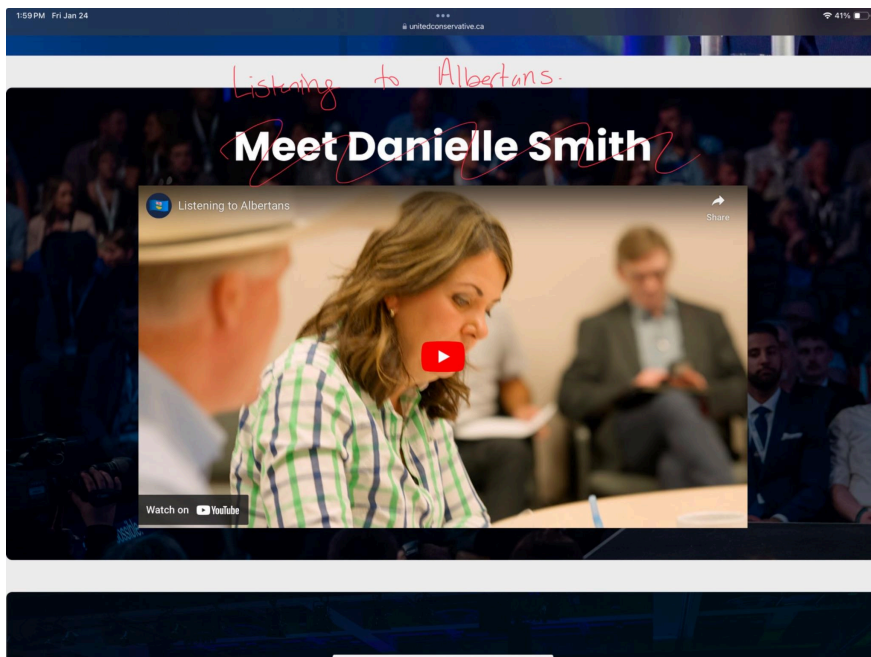 1:59 PM Fri Jan 24
unitedconservative.ca
41%
Listening to Albertans.
Meet Danielle Smith
Listening to Albertans
Share
Watch on YouTube